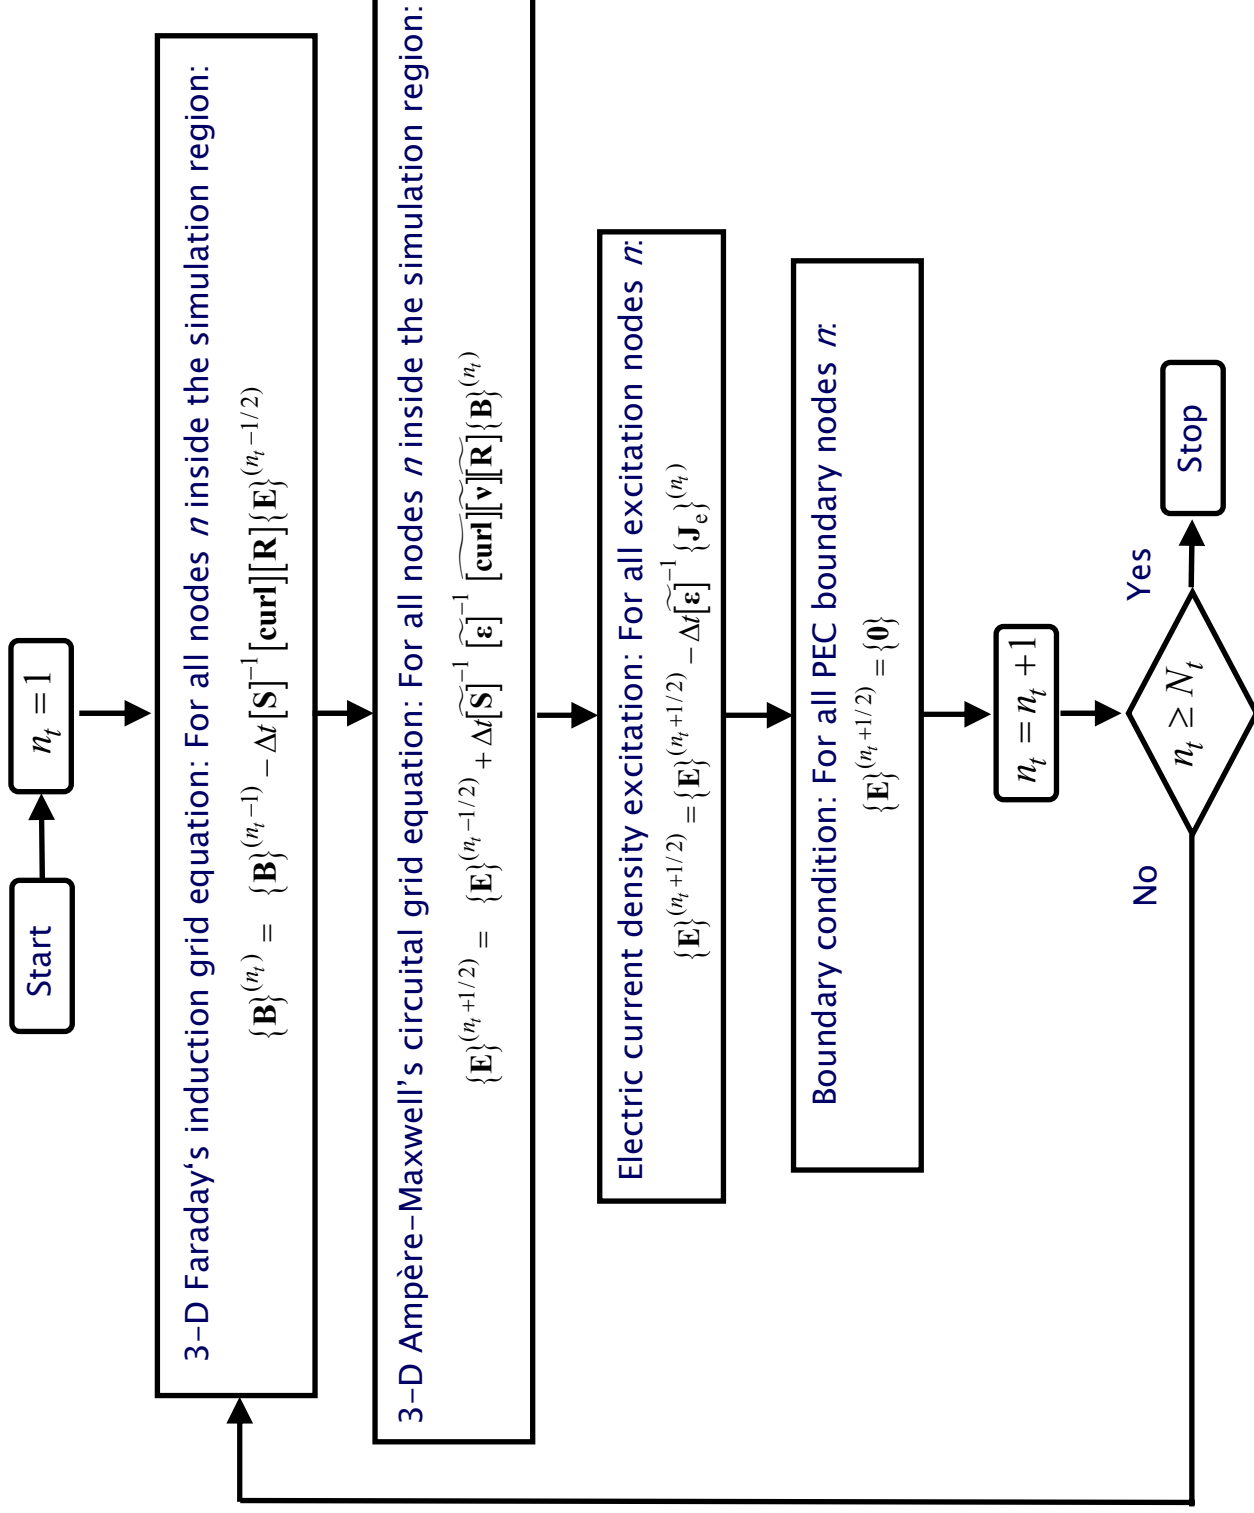 Start
n_t = 1
3–D Faraday‘s induction grid equation: For all nodes n inside the simulation region:
{B}^(n_t) = {B}^(n_t −1) − Δt[S]^−1[curl][R]{E}^(n_t −1/2)
3–D Ampère–Maxwell’s circuital grid equation: For all nodes n inside the simulation region:
{E}^(n_t +1/2) = {E}^(n_t −1/2) + Δt[S̃]^−1 [ε̃]^−1 [c͠url][ν̃][R̃]{B}^(n_t)
Electric current density excitation: For all excitation nodes n:
{E}^(n_t +1/2) = {E}^(n_t +1/2) − Δt[ε̃]^−1 {J_e}^(n_t)
Boundary condition: For all PEC boundary nodes n:
{E}^(n_t +1/2) = {0}
n_t = n_t + 1
n_t ≥ N_t
No
Yes
Stop